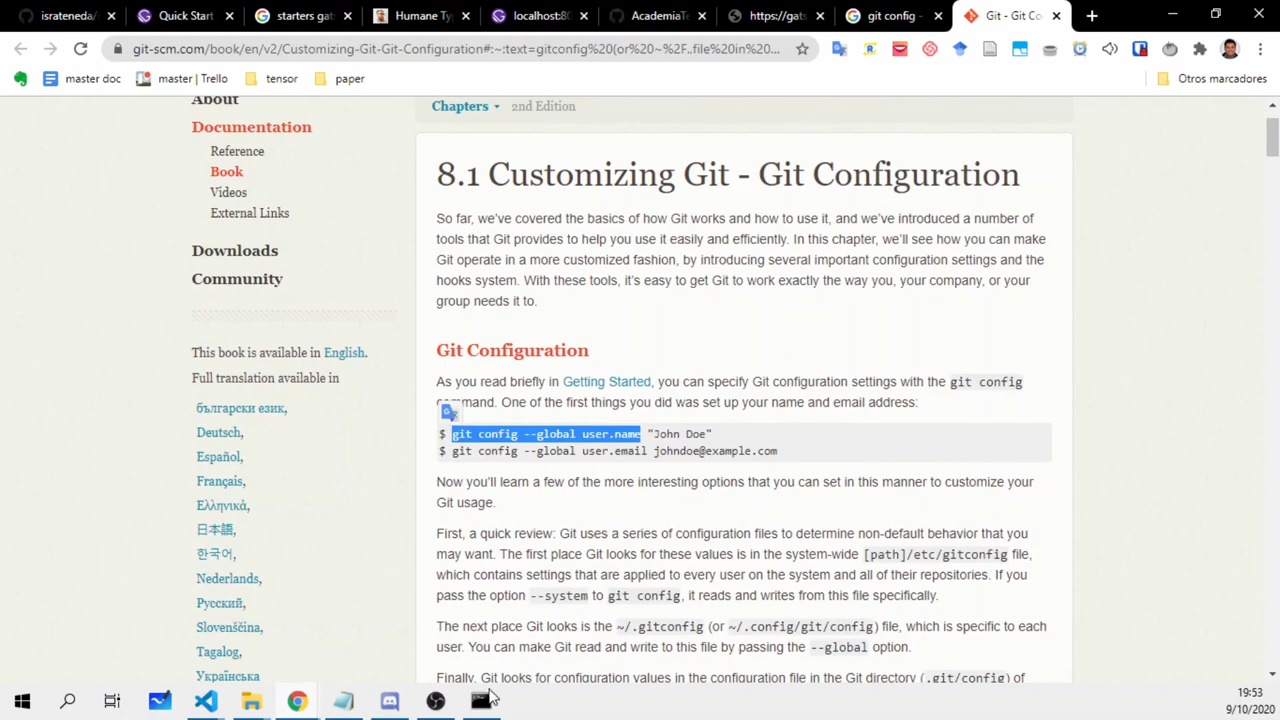 israteneda/
Quick Start
starters gat
Humane Ty
localhost:80
AcademiaTe
https://gats
git config -
Git - Git Co
git-scm.com/book/en/v2/Customizing-Git-Git-Configuration#:~:text=gitconfig%20(or%20~%2F..file%20in%20...
master doc
master | Trello
tensor
paper
Otros marcadores
About
Documentation
Reference
Book
Videos
External Links
Downloads
Community
This book is available in English.
Full translation available in
български език,
Deutsch,
Español,
Français,
Ελληνικά,
日本語,
한국어,
Nederlands,
Русский,
Slovenščina,
Tagalog,
Українська
Chapters
2nd Edition
8.1 Customizing Git - Git Configuration
So far, we've covered the basics of how Git works and how to use it, and we've introduced a number of
tools that Git provides to help you use it easily and efficiently. In this chapter, we'll see how you can make
Git operate in a more customized fashion, by introducing several important configuration settings and the
hooks system. With these tools, it's easy to get Git to work exactly the way you, your company, or your
group needs it to.
Git Configuration
As you read briefly in Getting Started, you can specify Git configuration settings with the git config
command. One of the first things you did was set up your name and email address:
$ git config --global user.name "John Doe"
$ git config --global user.email johndoe@example.com
Now you'll learn a few of the more interesting options that you can set in this manner to customize your
Git usage.
First, a quick review: Git uses a series of configuration files to determine non-default behavior that you
may want. The first place Git looks for these values is in the system-wide [path]/etc/gitconfig file,
which contains settings that are applied to every user on the system and all of their repositories. If you
pass the option --system to git config, it reads and writes from this file specifically.
The next place Git looks is the ~/.gitconfig (or ~/.config/git/config) file, which is specific to each
user. You can make Git read and write to this file by passing the --global option.
Finally, Git looks for configuration values in the configuration file in the Git directory (.git/config) of
19:53
9/10/2020